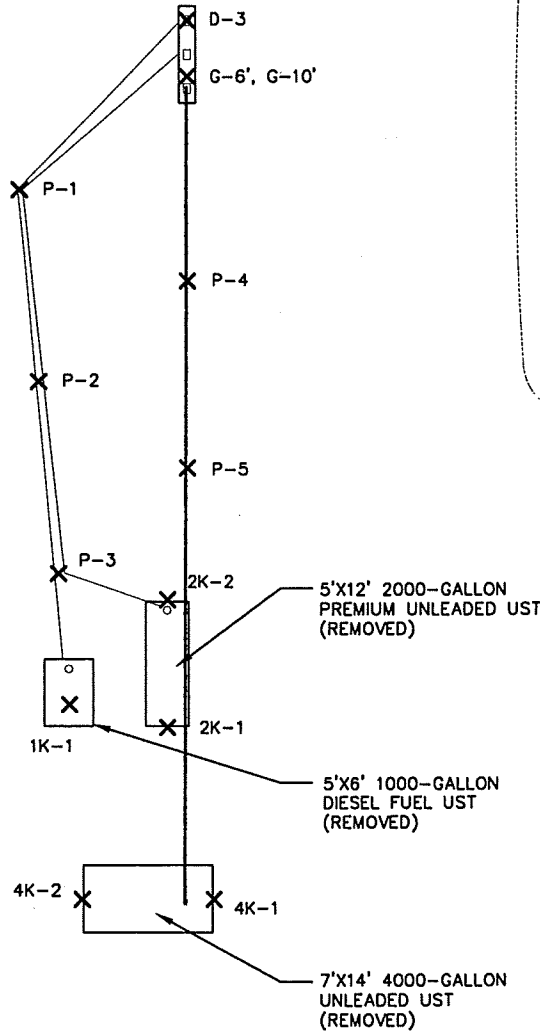 D-3
G-6', G-10'
P-1
P-4
P-2
P-5
P-3
2K-2
5'X12' 2000-GALLON
PREMIUM UNLEADED UST
(REMOVED)
2K-1
1K-1
5'X6' 1000-GALLON
DIESEL FUEL UST
(REMOVED)
4K-2
4K-1
7'X14' 4000-GALLON
UNLEADED UST
(REMOVED)